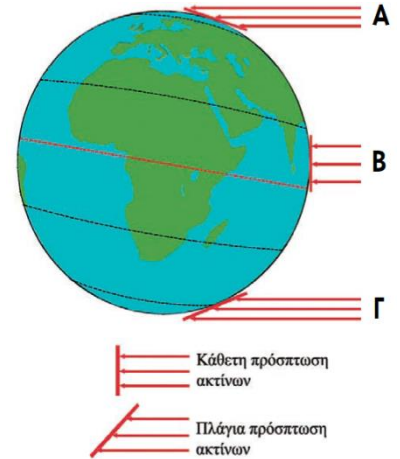 Α
Β
Γ
Κάθετη πρόσπτωση
ακτίνων
Πλάγια πρόσπτωση
ακτίνων